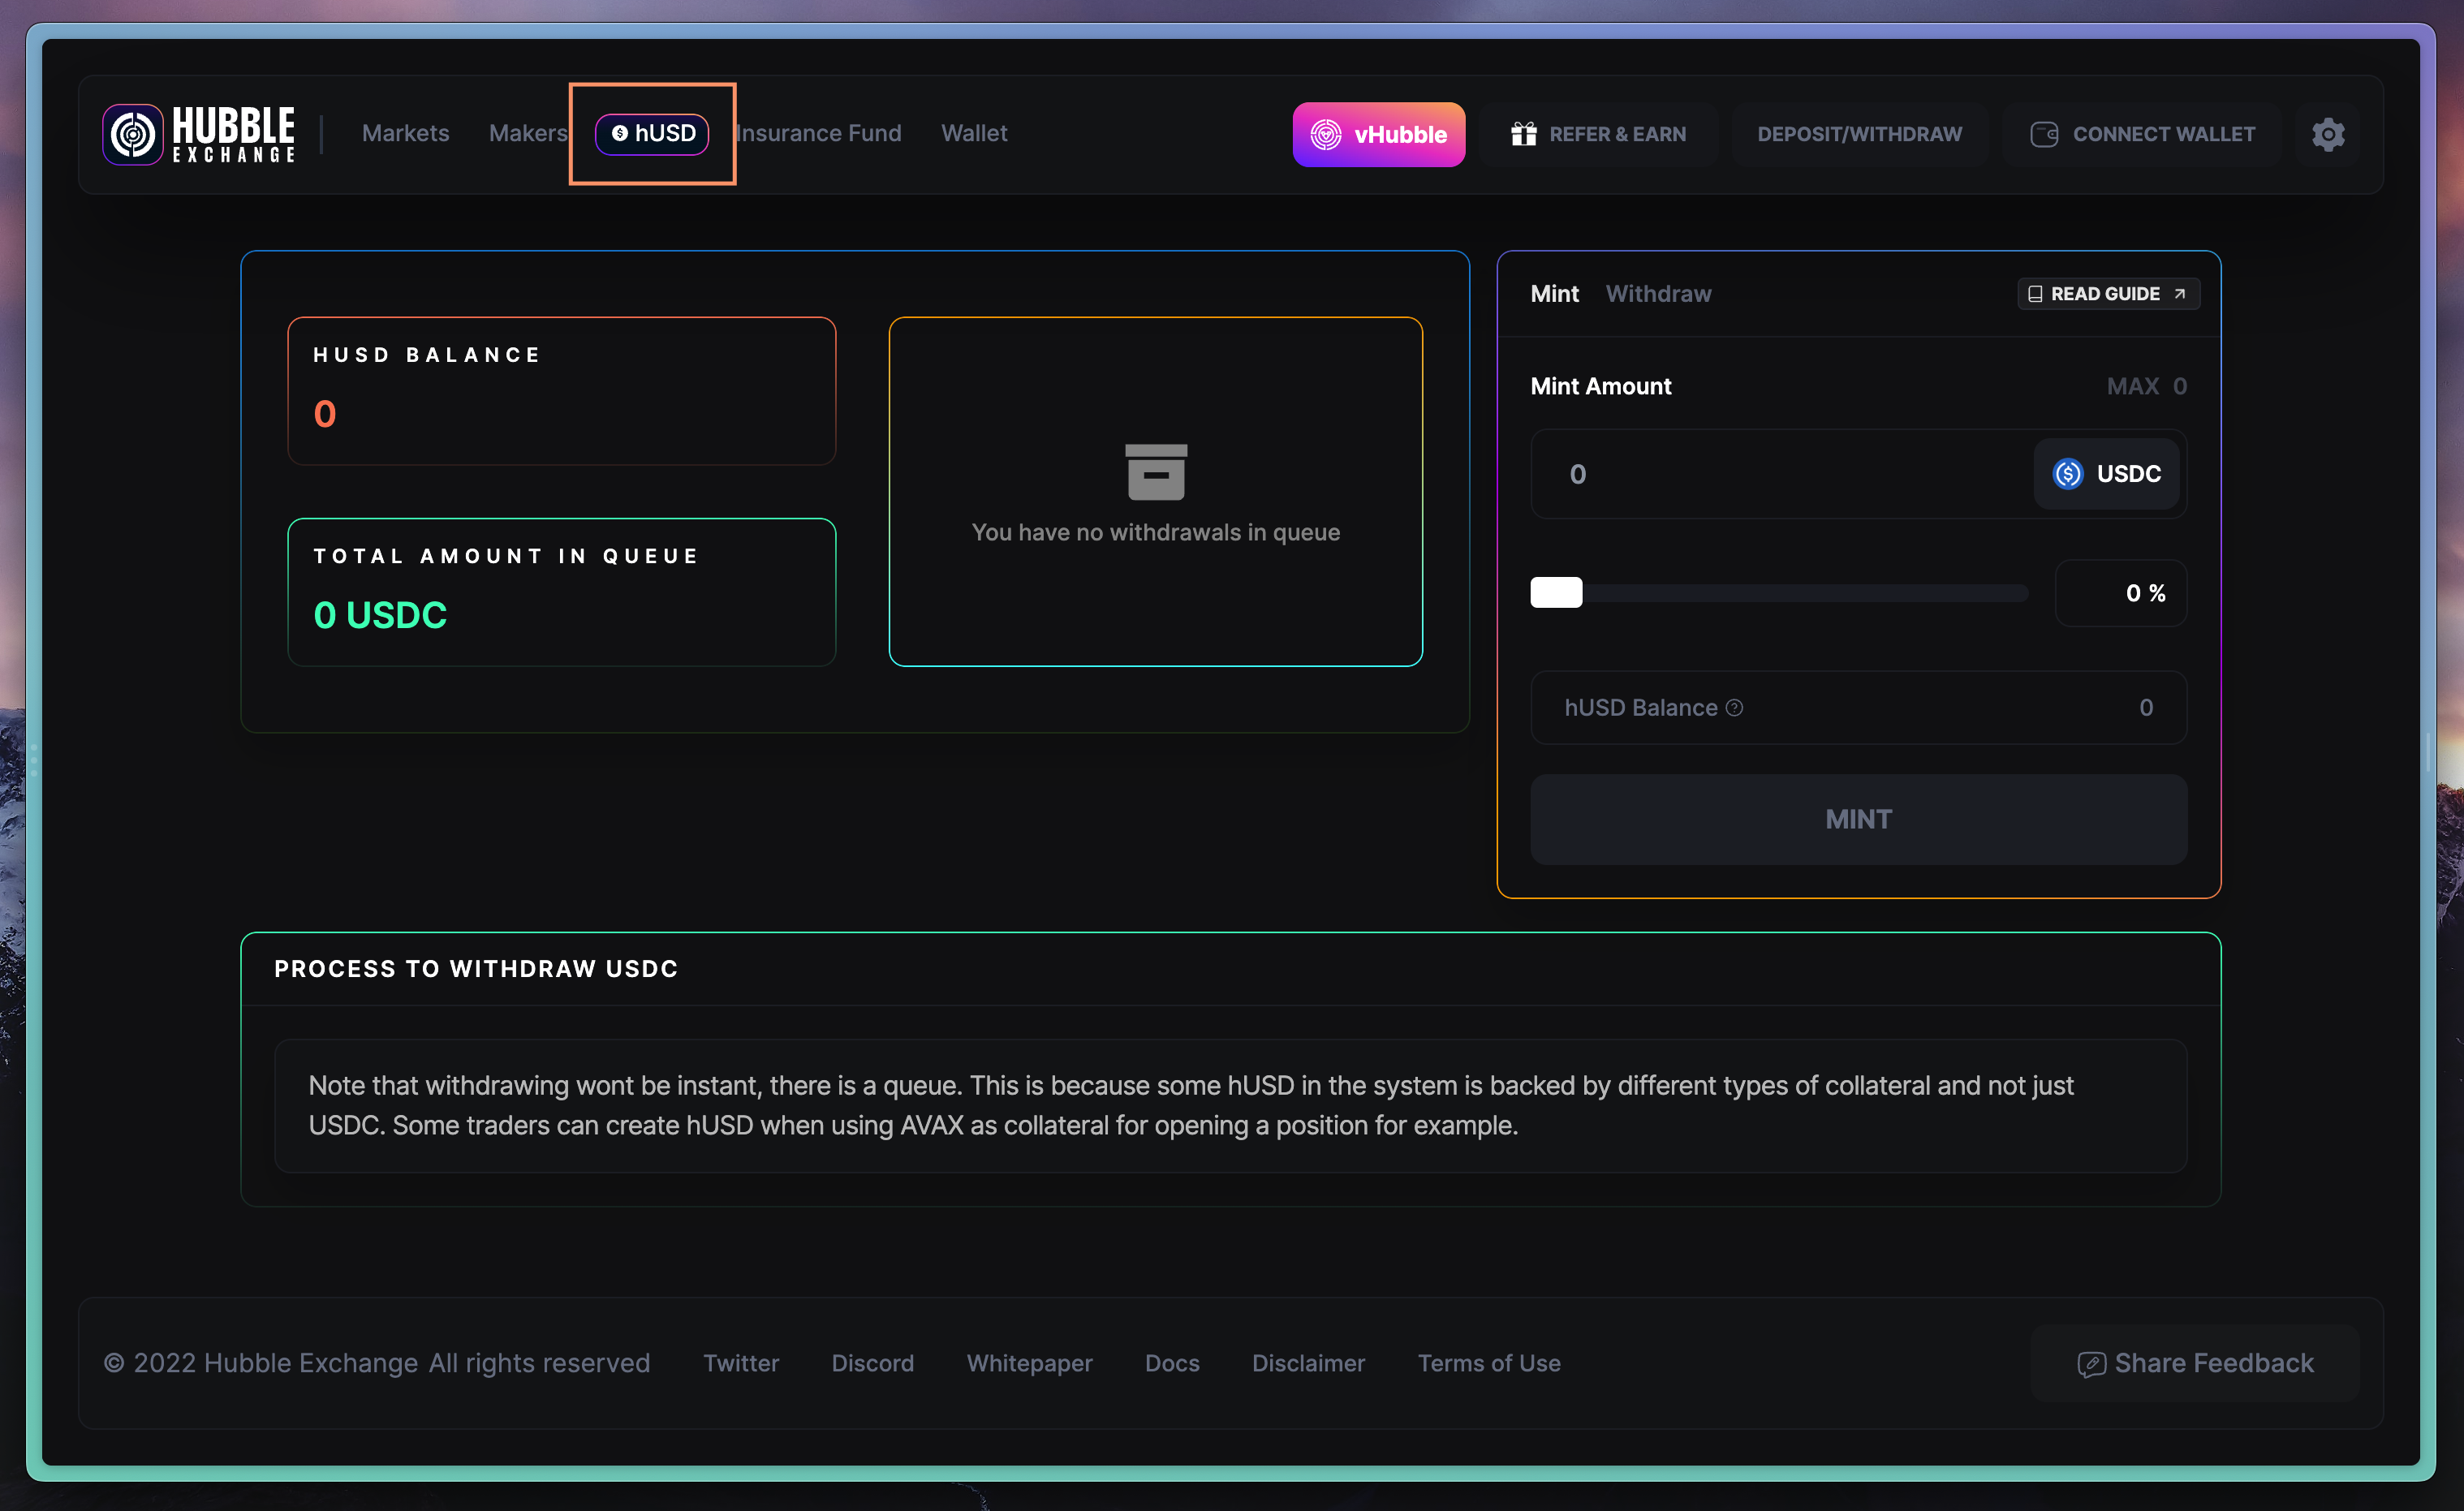 HUBBLE
EXCHANGE
Markets
Makers
hUSD
Insurance Fund
Wallet
vHubble
REFER & EARN
DEPOSIT/WITHDRAW
CONNECT WALLET
HUSD BALANCE
0
TOTAL AMOUNT IN QUEUE
0 USDC
You have no withdrawals in queue
Mint
Withdraw
READ GUIDE
Mint Amount
MAX 0
0
USDC
0 %
hUSD Balance
0
MINT
PROCESS TO WITHDRAW USDC
Note that withdrawing wont be instant, there is a queue. This is because some hUSD in the system is backed by different types of collateral and not just
USDC. Some traders can create hUSD when using AVAX as collateral for opening a position for example.
© 2022 Hubble Exchange All rights reserved
Twitter
Discord
Whitepaper
Docs
Disclaimer
Terms of Use
Share Feedback